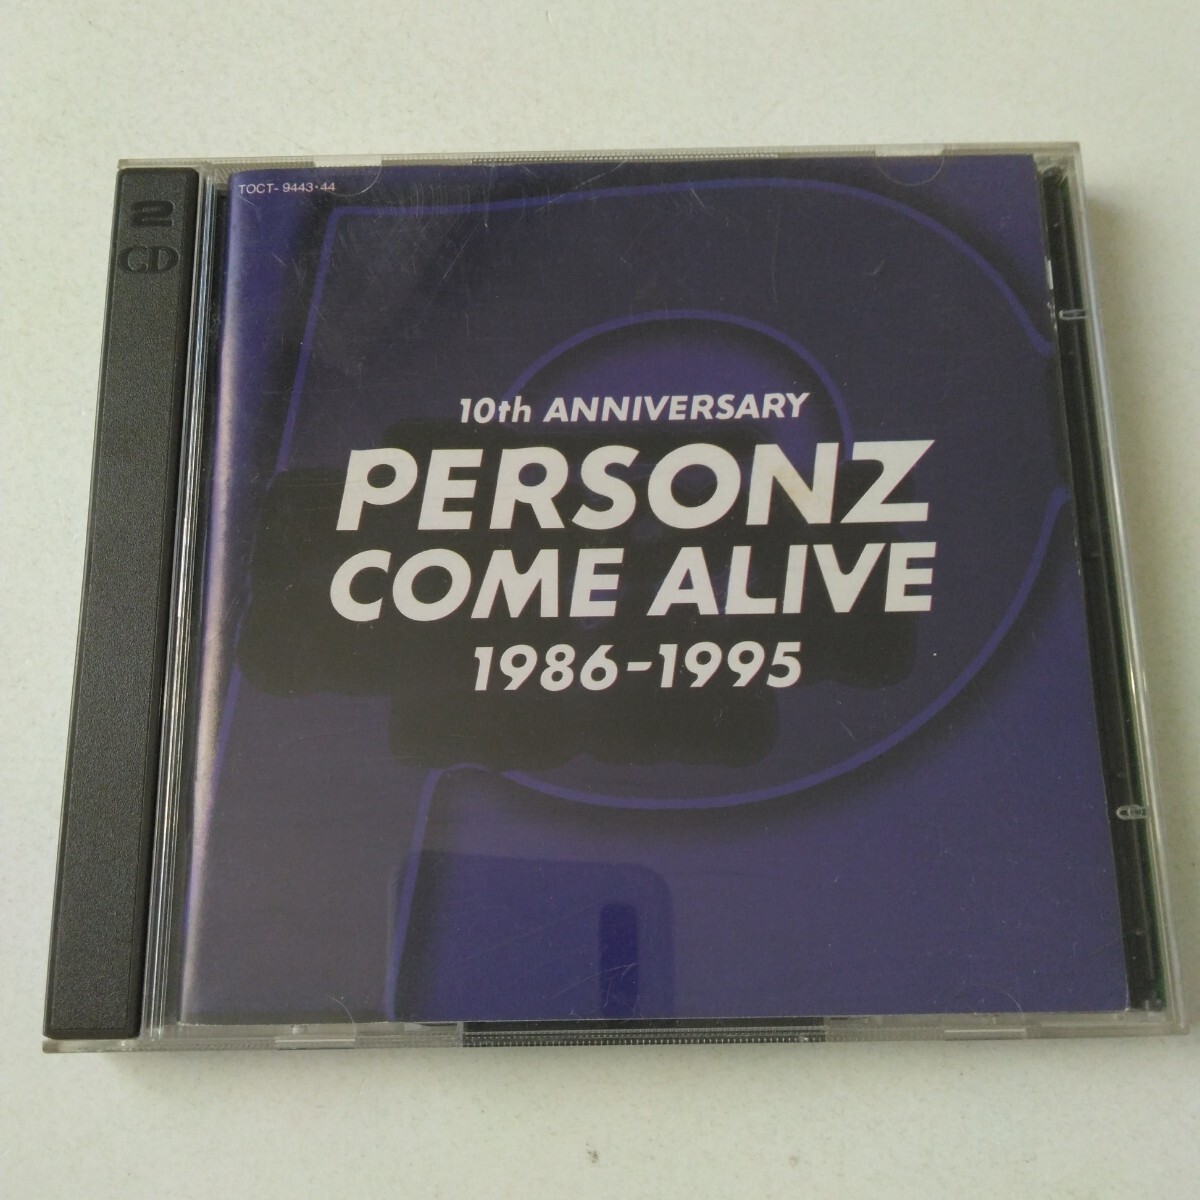 2
CD
TOCT-9443・44
10th ANNIVERSARY
PERSONZ
COME ALIVE
1986-1995